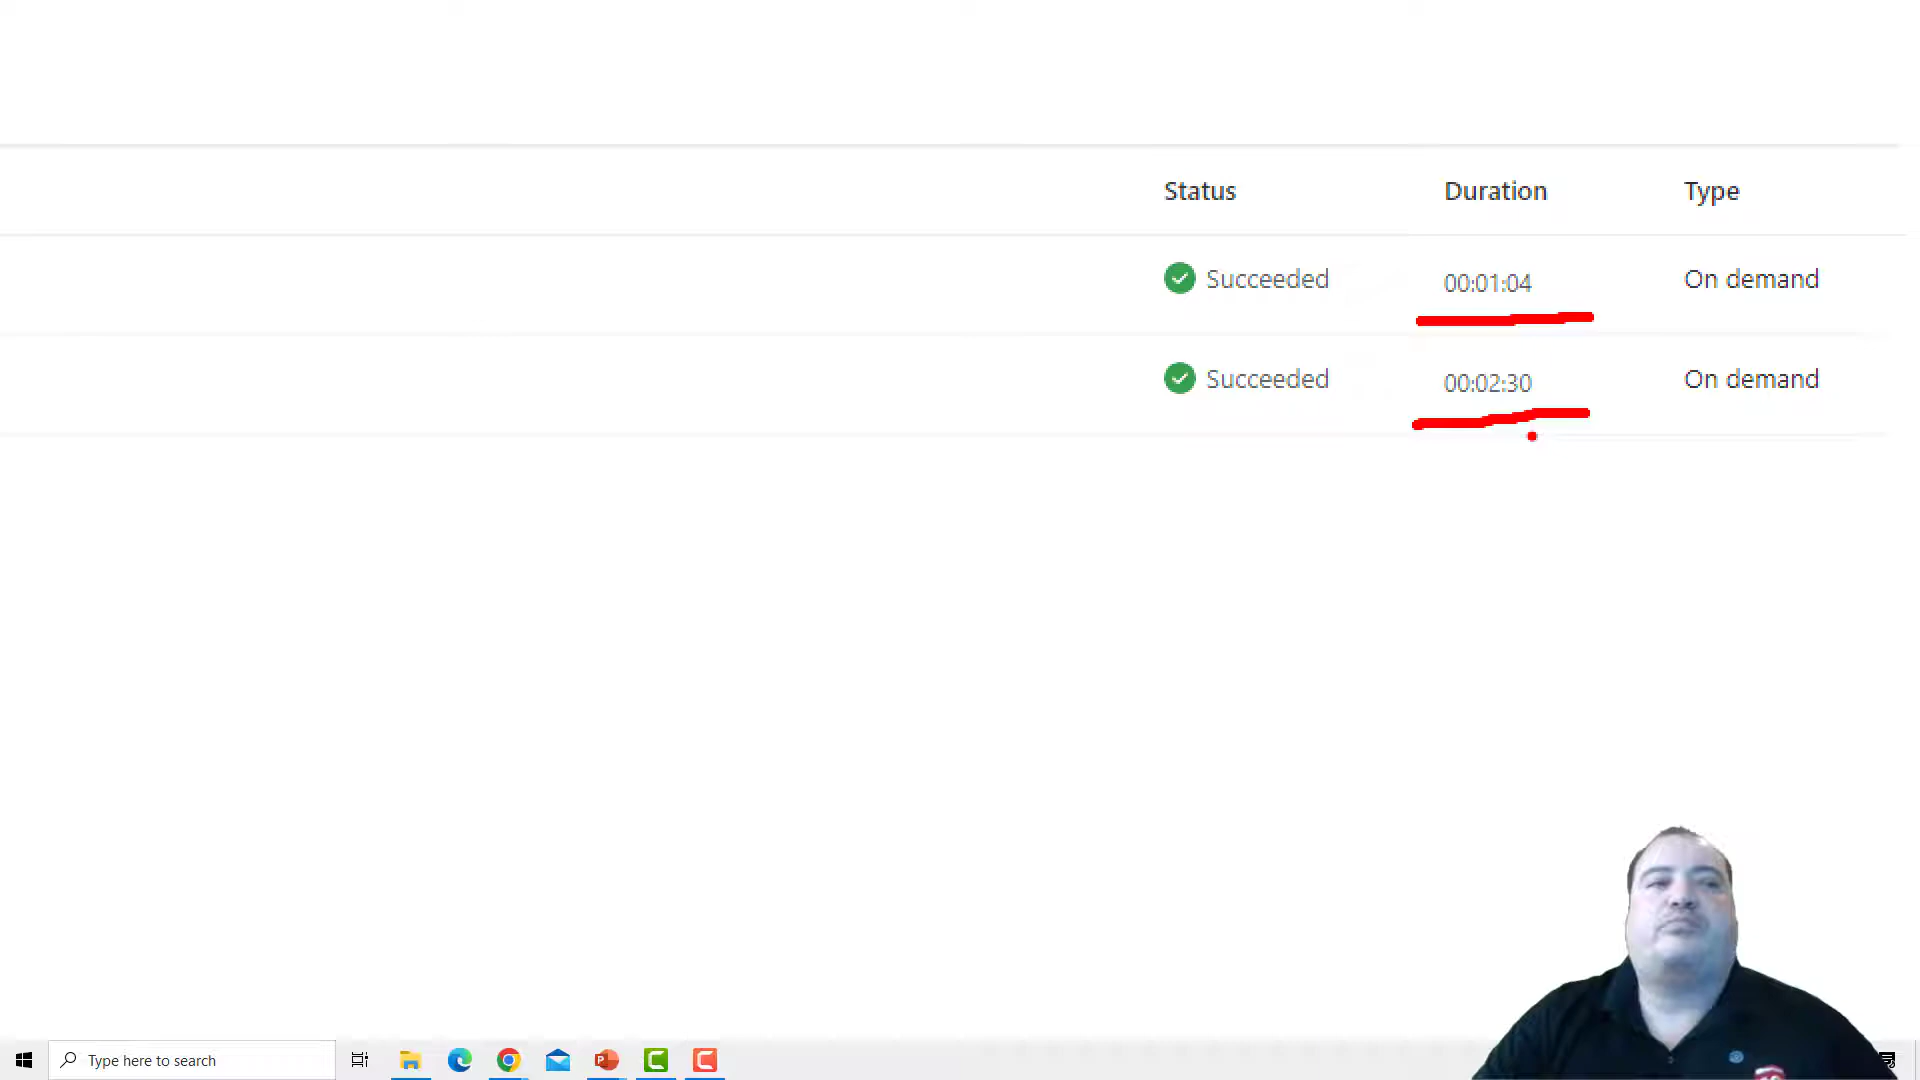 Status Duration Type
Succeeded 00:01:04 On demand
Succeeded 00:02:30 On demand
Type here to search